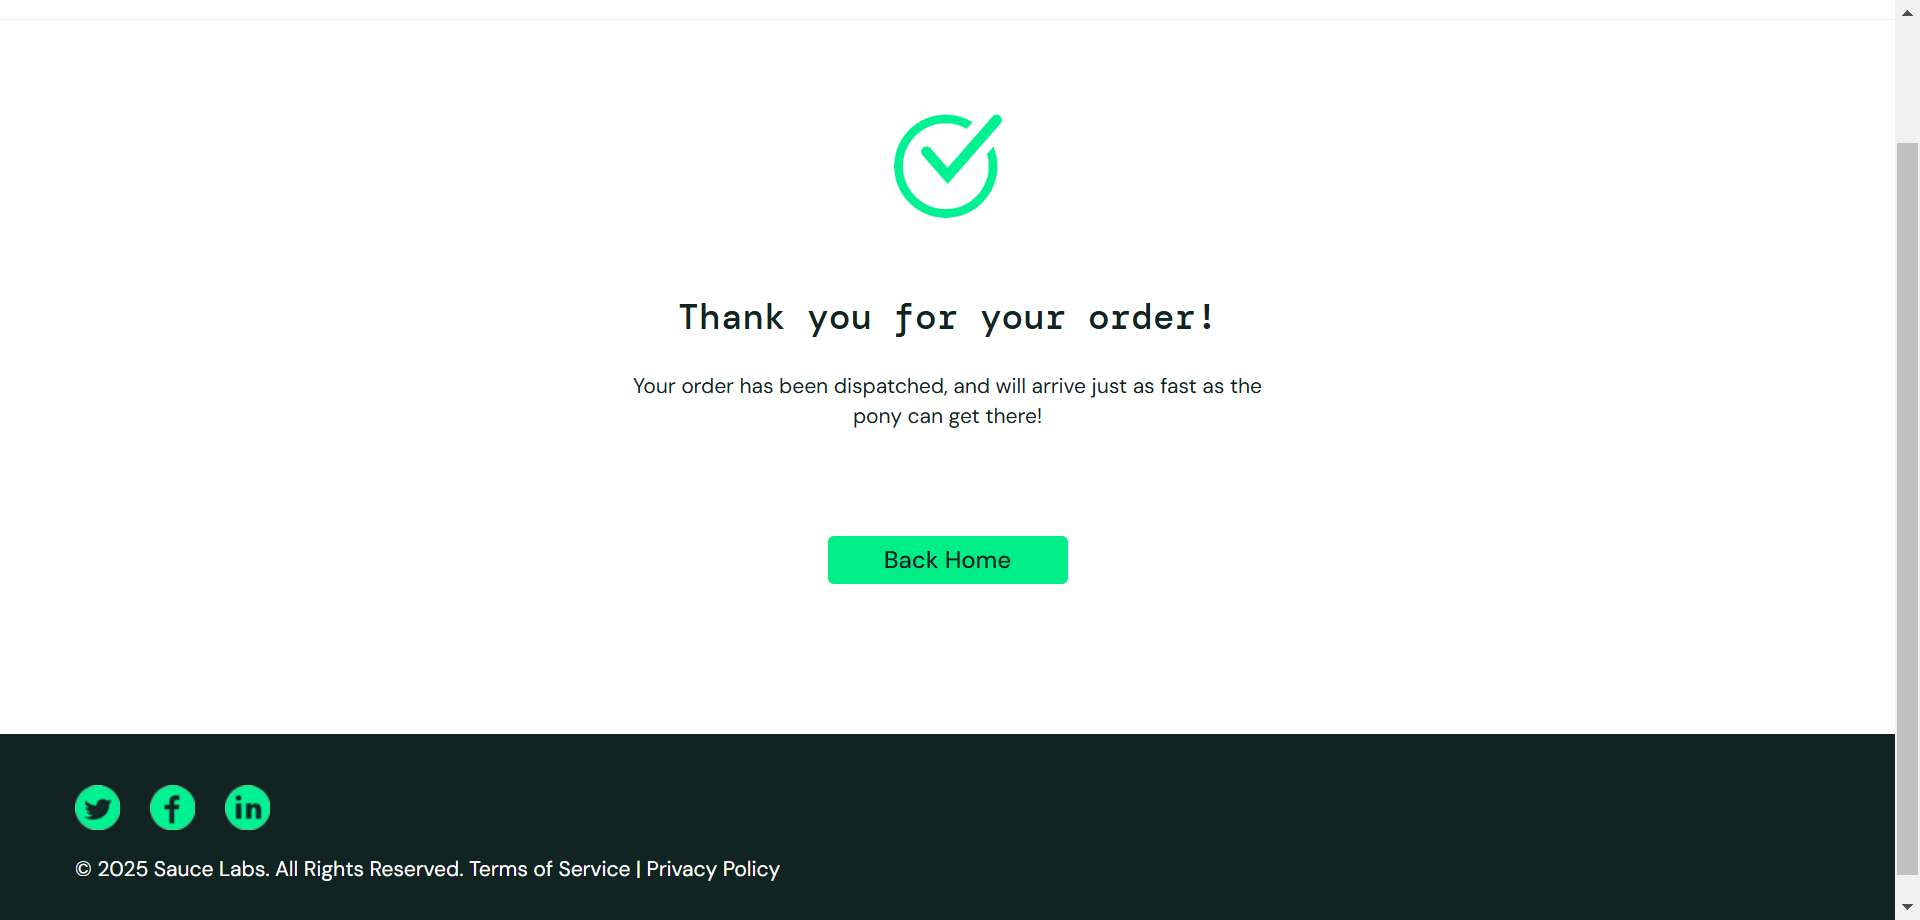 Thank you for your order!
Your order has been dispatched, and will arrive just as fast as the
pony can get there!
Back Home
© 2025 Sauce Labs. All Rights Reserved. Terms of Service | Privacy Policy